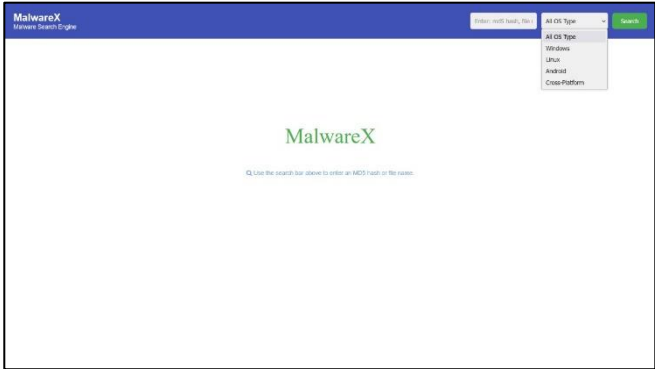 MalwareX
Malware Search Engine
Enter: md5 hash, file
All OS Type
Search
All OS Type
Windows
Linux
Android
Cross-Platform
MalwareX
Use the search bar above to enter an MD5 hash or file name.